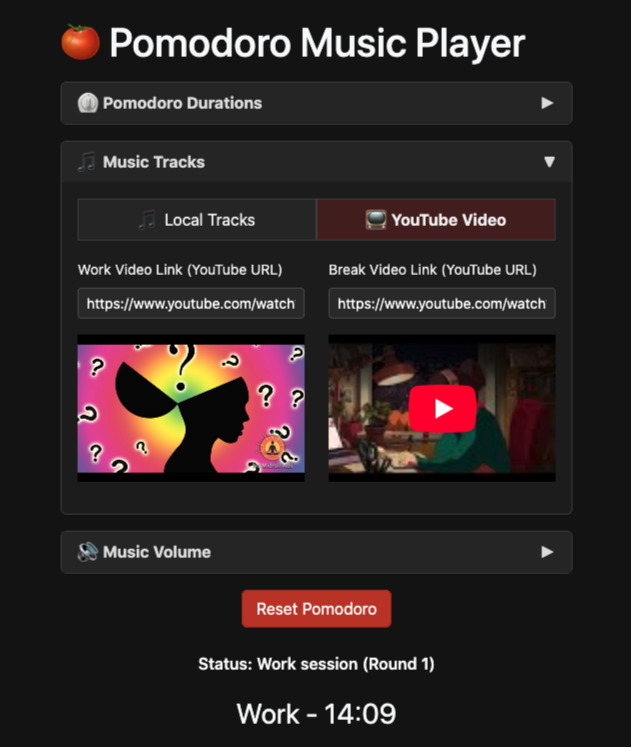 Pomodoro Music Player
Pomodoro Durations
Music Tracks
Local Tracks
YouTube Video
Work Video Link (YouTube URL)
Break Video Link (YouTube URL)
https://www.youtube.com/watch
https://www.youtube.com/watch
? ? ? ? ? ? ? ? ?
Music Volume
Reset Pomodoro
Status: Work session (Round 1)
Work - 14:09